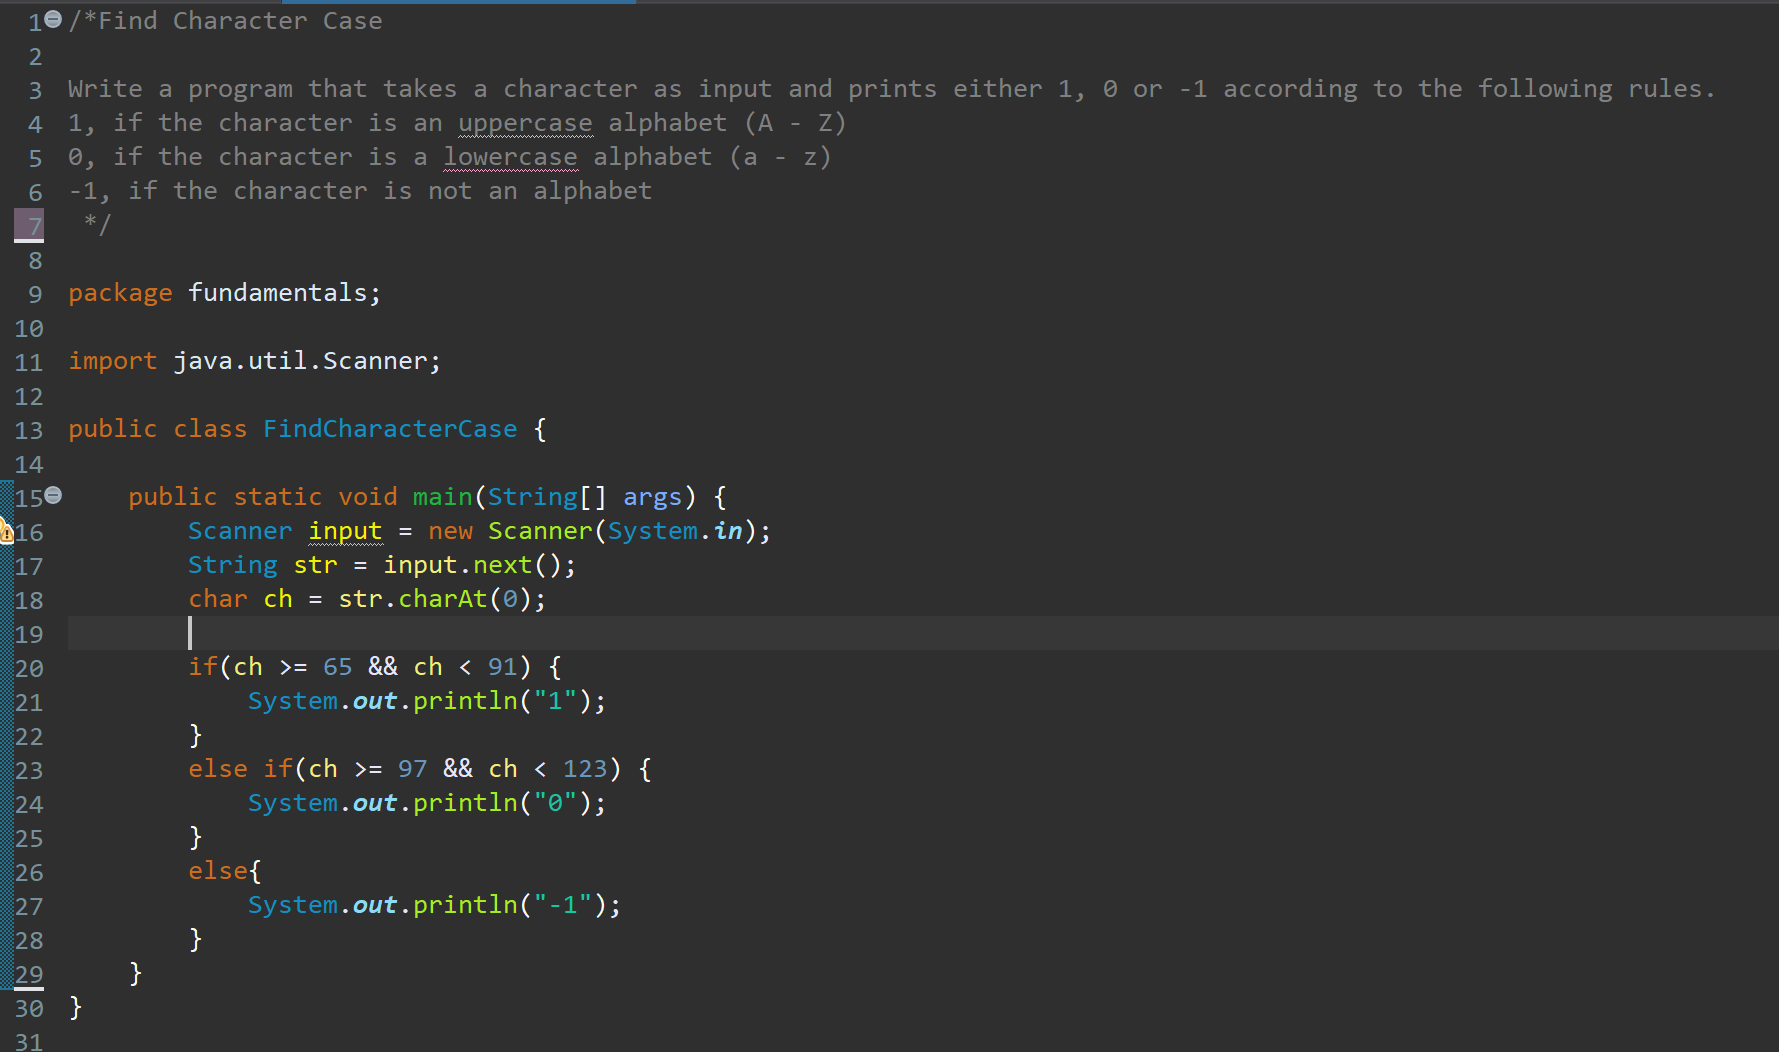 1 /*Find Character Case
2
3 Write a program that takes a character as input and prints either 1, 0 or -1 according to the following rules.
4 1, if the character is an uppercase alphabet (A - Z)
5 0, if the character is a lowercase alphabet (a - z)
6 -1, if the character is not an alphabet
7  */
8
9 package fundamentals;
10
11 import java.util.Scanner;
12
13 public class FindCharacterCase {
14
15     public static void main(String[] args) {
16         Scanner input = new Scanner(System.in);
17         String str = input.next();
18         char ch = str.charAt(0);
19
20         if(ch >= 65 && ch < 91) {
21             System.out.println("1");
22         }
23         else if(ch >= 97 && ch < 123) {
24             System.out.println("0");
25         }
26         else{
27             System.out.println("-1");
28         }
29     }
30 }
31